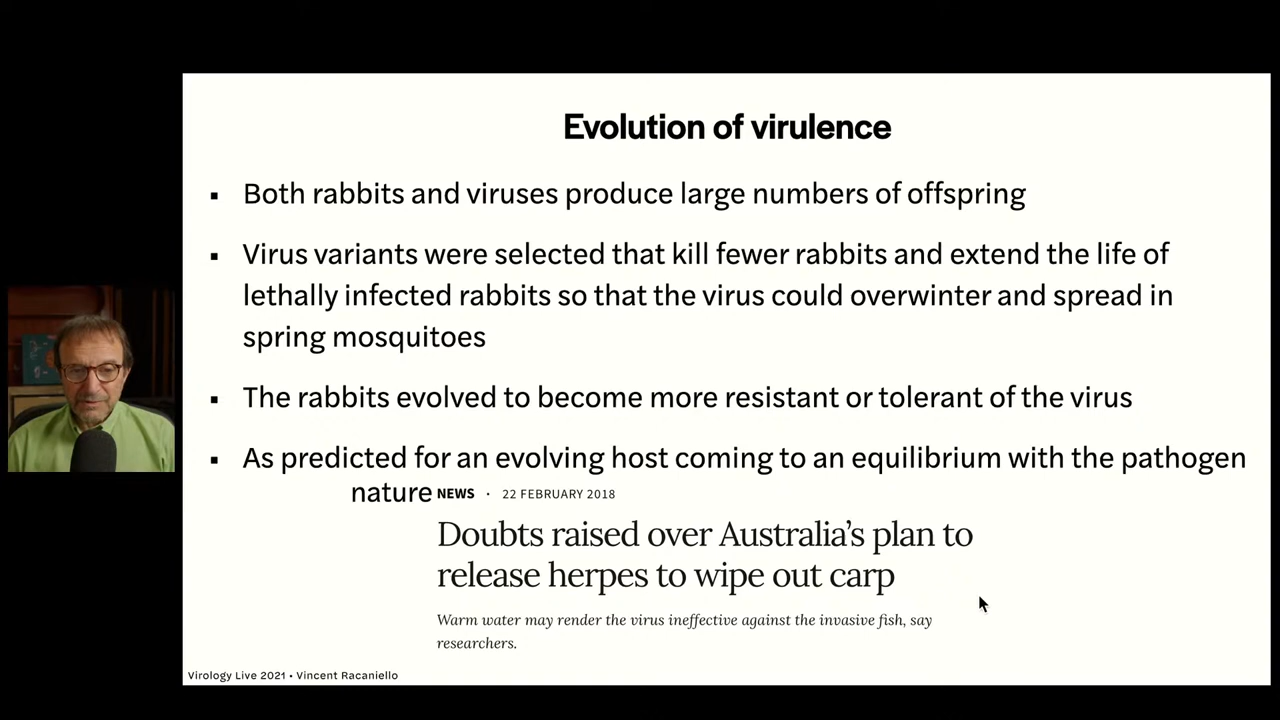 Evolution of virulence
▪ Both rabbits and viruses produce large numbers of offspring
▪ Virus variants were selected that kill fewer rabbits and extend the life of
lethally infected rabbits so that the virus could overwinter and spread in
spring mosquitoes
▪ The rabbits evolved to become more resistant or tolerant of the virus
▪ As predicted for an evolving host coming to an equilibrium with the pathogen
nature NEWS · 22 FEBRUARY 2018
Doubts raised over Australia’s plan to
release herpes to wipe out carp
Warm water may render the virus ineffective against the invasive fish, say
researchers.
Virology Live 2021 • Vincent Racaniello